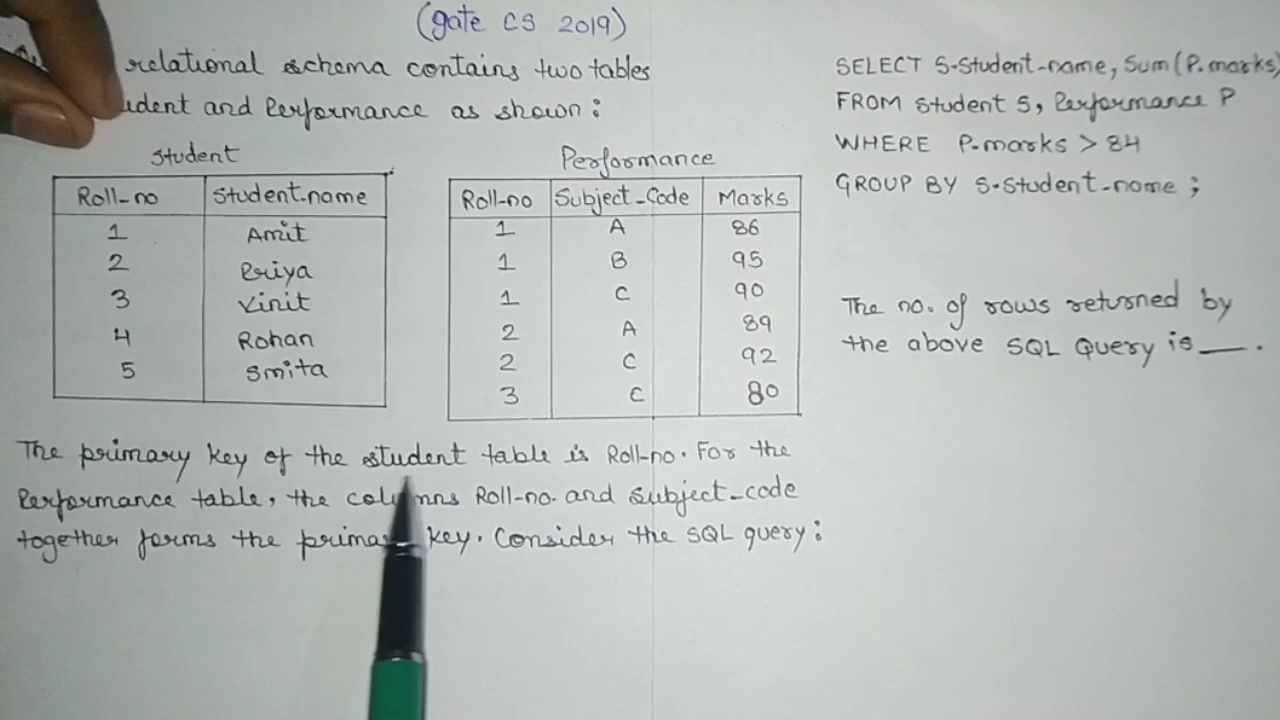 (gate CS 2019)
relational schema contains two tables
udent and Performance as shown:
Student
Roll-no Student-name
1 Amit
2 Priya
3 Vinit
4 Rohan
5 Smita
Performance
Roll-no Subject-Code Marks
1 A 86
1 B 95
1 C 90
2 A 89
2 C 92
3 C 80
The primary key of the student table is Roll-no. For the
Performance table, the columns Roll-no. and subject-code
together forms the primary key. Consider the SQL query:
SELECT S.Student-name, Sum(P.marks)
FROM Student S, Performance P
WHERE P.marks > 84
GROUP BY S.Student-name;
The no. of rows returned by
the above SQL Query is __.